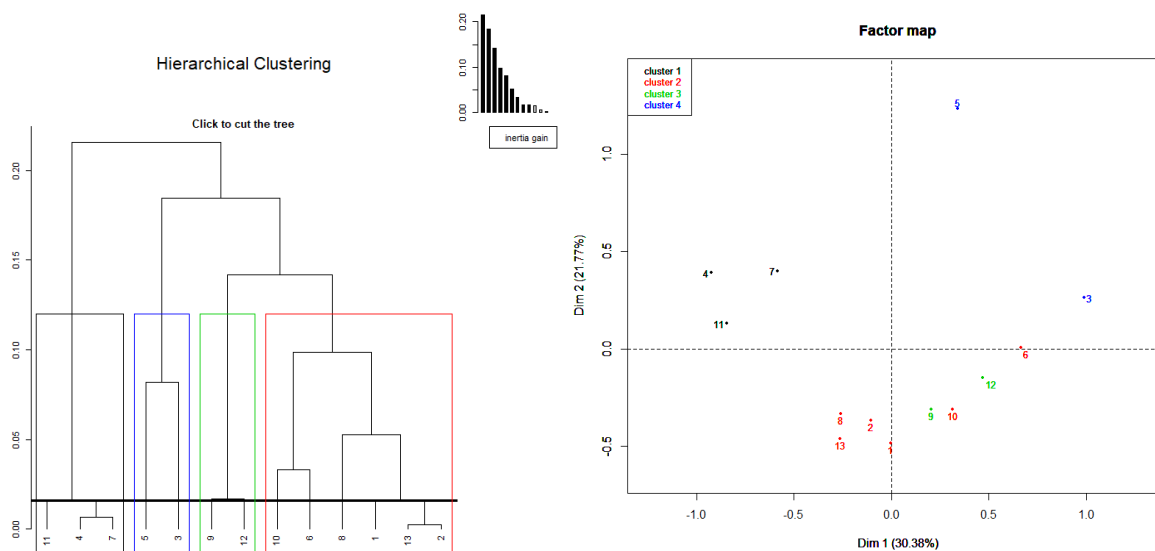 Hierarchical Clustering
0.00 0.10 0.20
inertia gain
Click to cut the tree
0.00 0.05 0.10 0.15 0.20
11 4 7 5 3 9 12 10 6 8 1 13 2
Factor map
cluster 1
cluster 2
cluster 3
cluster 4
5
4 7
3
11
6
12
9 10
8
2
13 1
-0.5 0.0 0.5 1.0
Dim 2 (21.77%)
-1.0 -0.5 0.0 0.5 1.0
Dim 1 (30.38%)